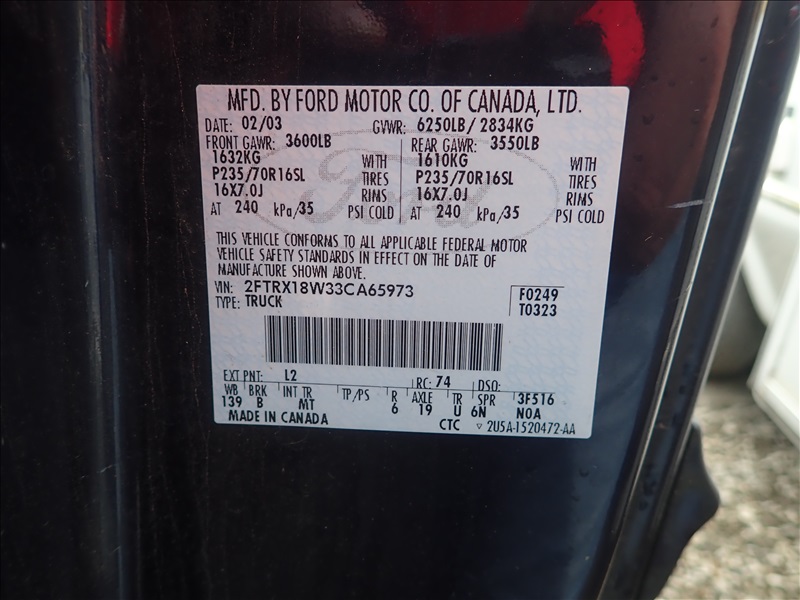 MFD. BY FORD MOTOR CO. OF CANADA, LTD.
DATE: 02/03 GVWR: 6250LB/ 2834KG
FRONT GAWR: 3600LB REAR GAWR: 3550LB
1632KG WITH 1610KG WITH
P235/70R16SL TIRES P235/70R16SL TIRES
16X7.0J RIMS 16X7.0J RIMS
AT 240 kPa/35 PSI COLD AT 240 kPa/35 PSI COLD
Ford
THIS VEHICLE CONFORMS TO ALL APPLICABLE FEDERAL MOTOR
VEHICLE SAFETY STANDARDS IN EFFECT ON THE DATE OF
MANUFACTURE SHOWN ABOVE.
VIN: 2FTRX18W33CA65973 F0249
TYPE: TRUCK T0323
EXT PNT: L2 RC: 74 DSO:
WB BRK INT TR TP/PS R AXLE TR SPR 3F516
139 B MT 6 19 U 6N NOA
MADE IN CANADA CTC ▽ 2U5A-1520472-AA